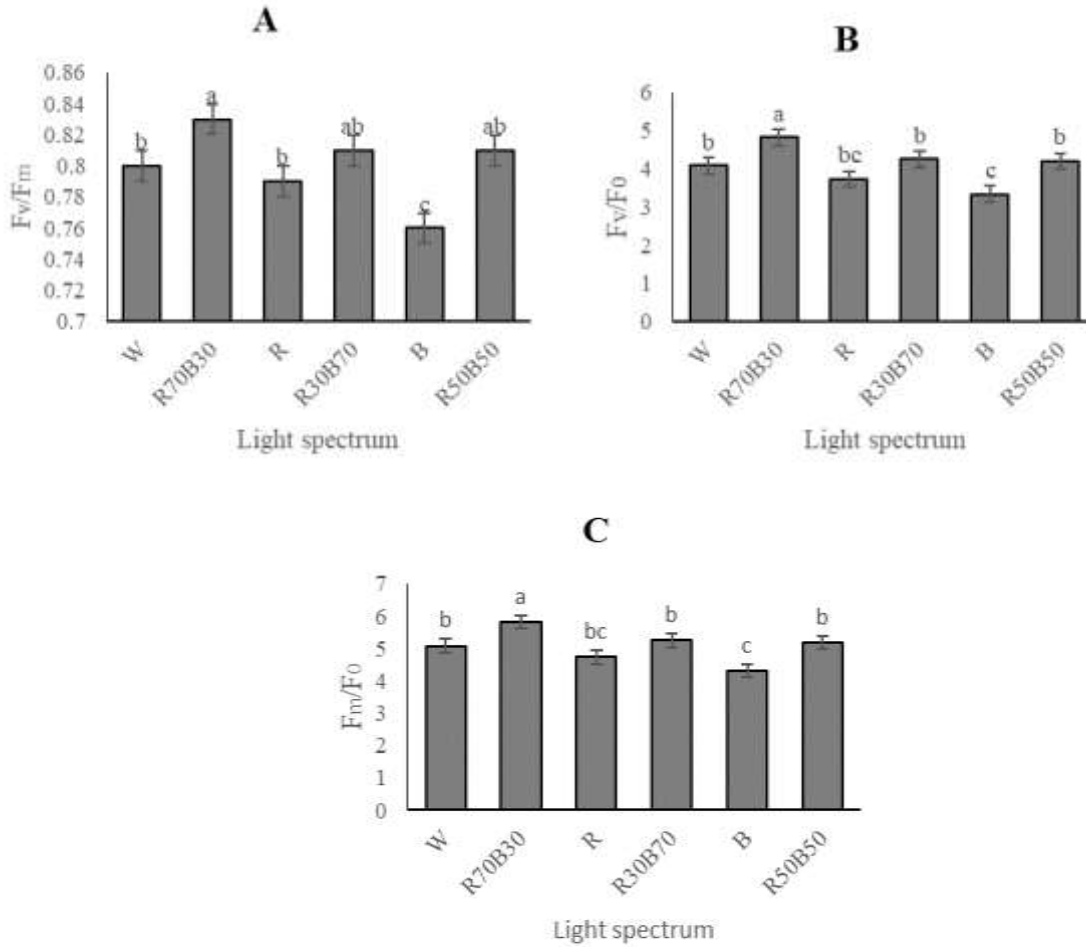 A
0.86
0.84
0.82
0.8
0.78
0.76
0.74
0.72
0.7
Fv/Fm
b
a
b
ab
c
ab
W
R70B30
R
R30B70
B
R50B50
Light spectrum
B
6
5
4
3
2
1
0
Fv/F0
b
a
bc
b
c
b
W
R70B30
R
R30B70
B
R50B50
Light spectrum
C
7
6
5
4
3
2
1
0
Fm/F0
b
a
bc
b
c
b
W
R70B30
R
R30B70
B
R50B50
Light spectrum